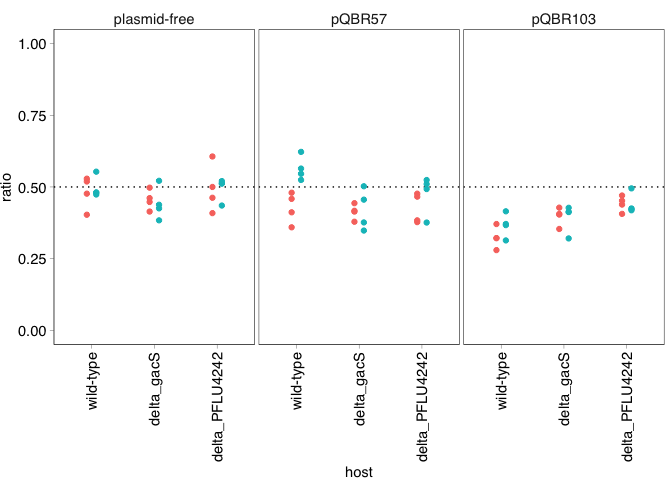 plasmid-free
pQBR57
pQBR103
1.00
0.75
0.50
0.25
0.00
ratio
wild-type
delta_gacS
delta_PFLU4242
wild-type
delta_gacS
delta_PFLU4242
wild-type
delta_gacS
delta_PFLU4242
host